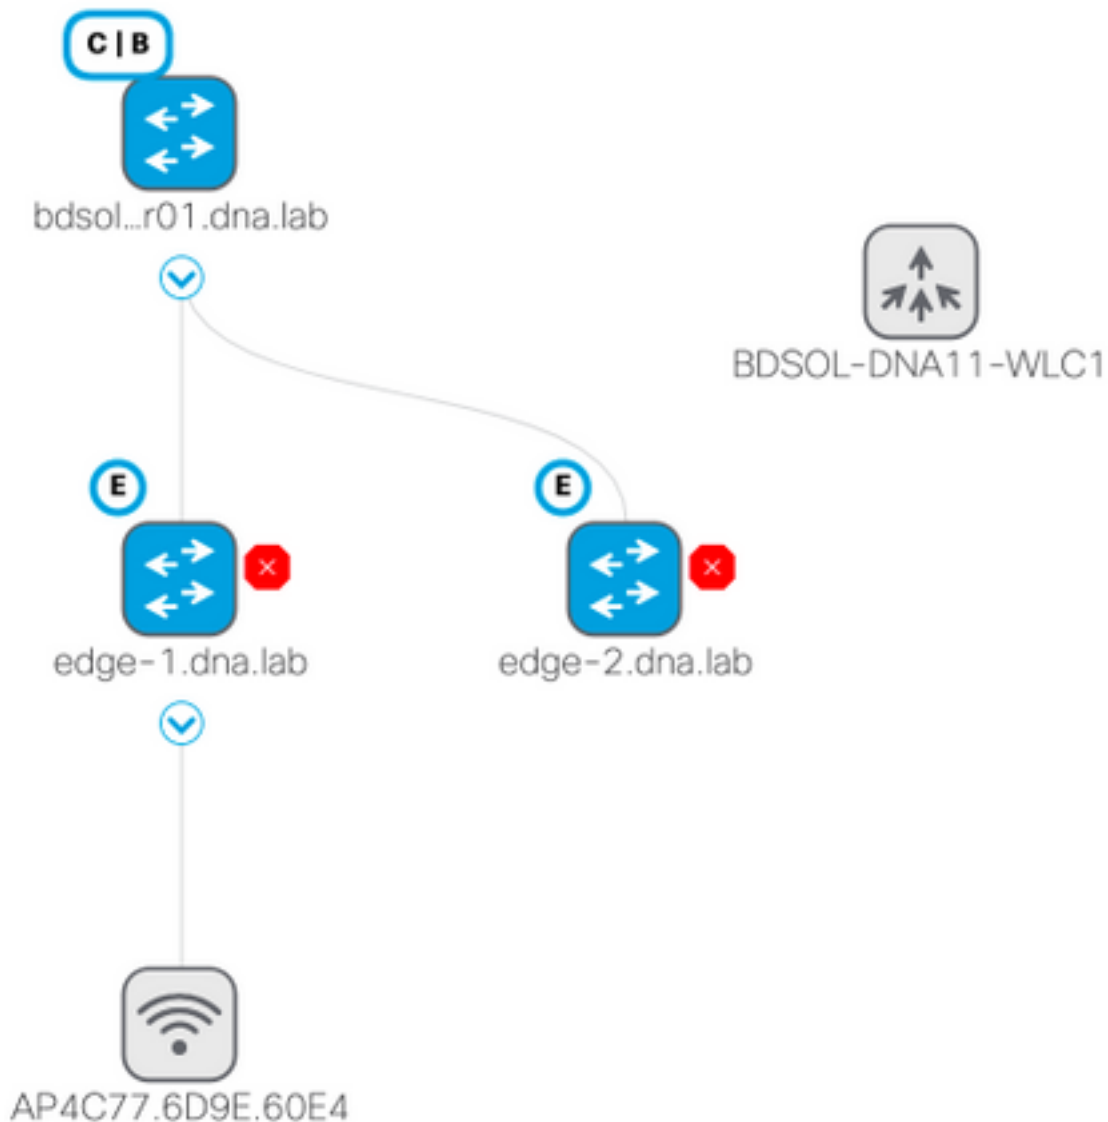 C|B
bdsol...r01.dna.lab
BDSOL-DNA11-WLC1
E
E
edge-1.dna.lab
edge-2.dna.lab
AP4C77.6D9E.60E4